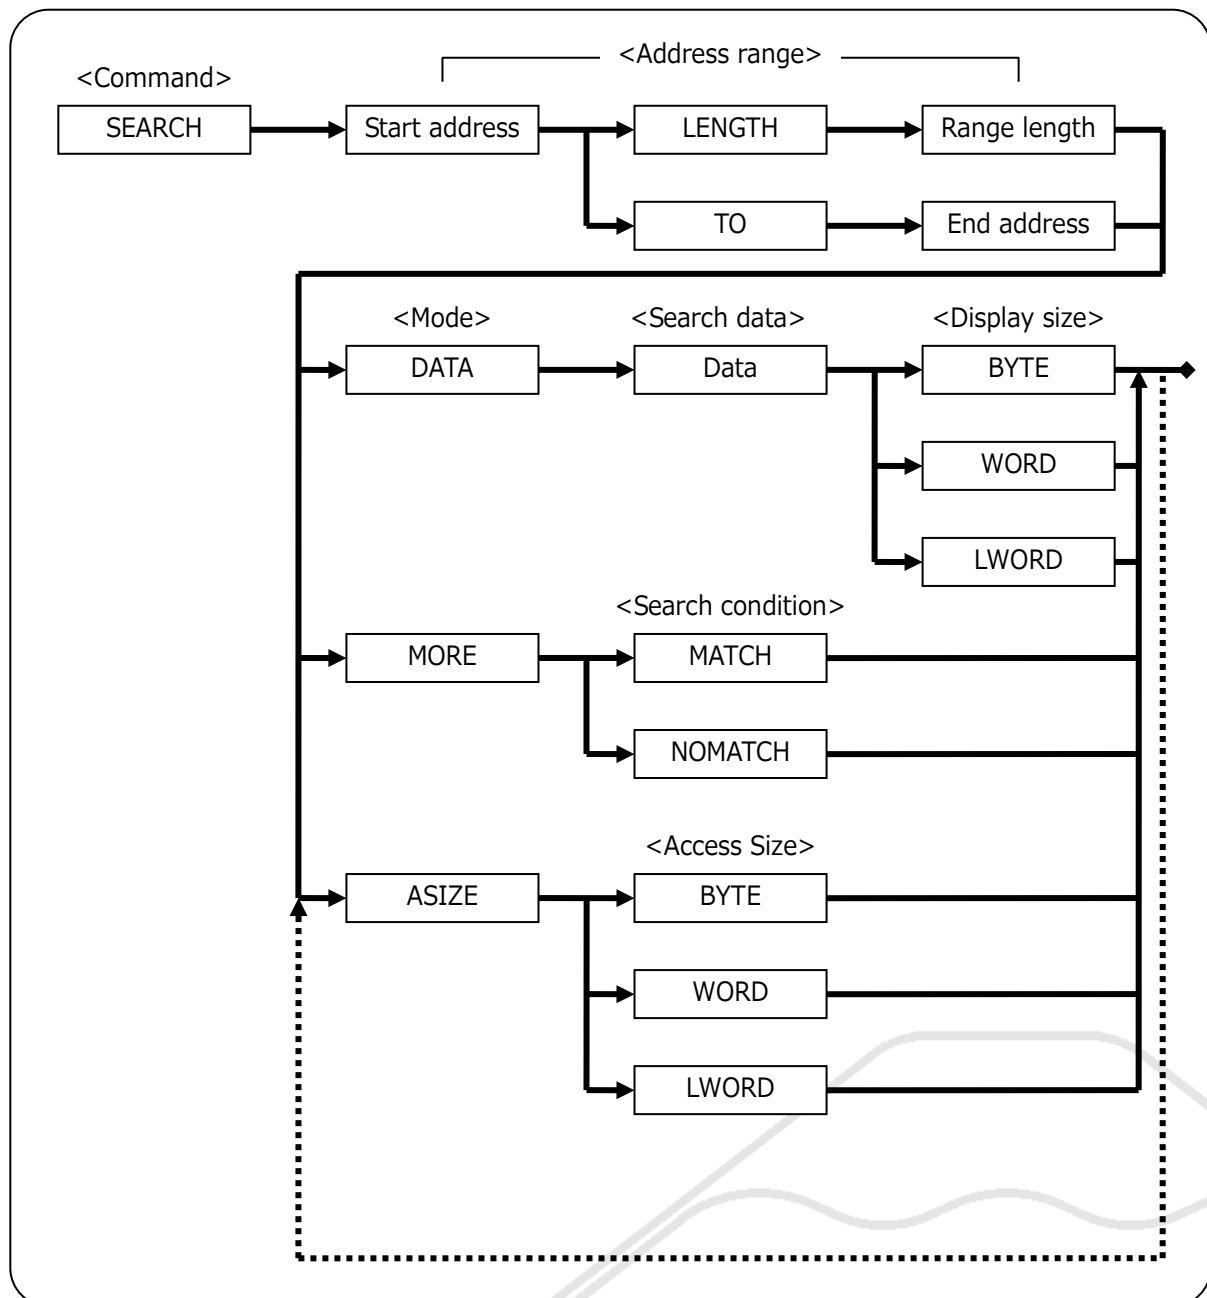 <Address range>
<Command>
SEARCH
Start address
LENGTH
Range length
TO
End address
<Mode>
<Search data>
<Display size>
DATA
Data
BYTE
WORD
LWORD
<Search condition>
MORE
MATCH
NOMATCH
<Access Size>
ASIZE
BYTE
WORD
LWORD